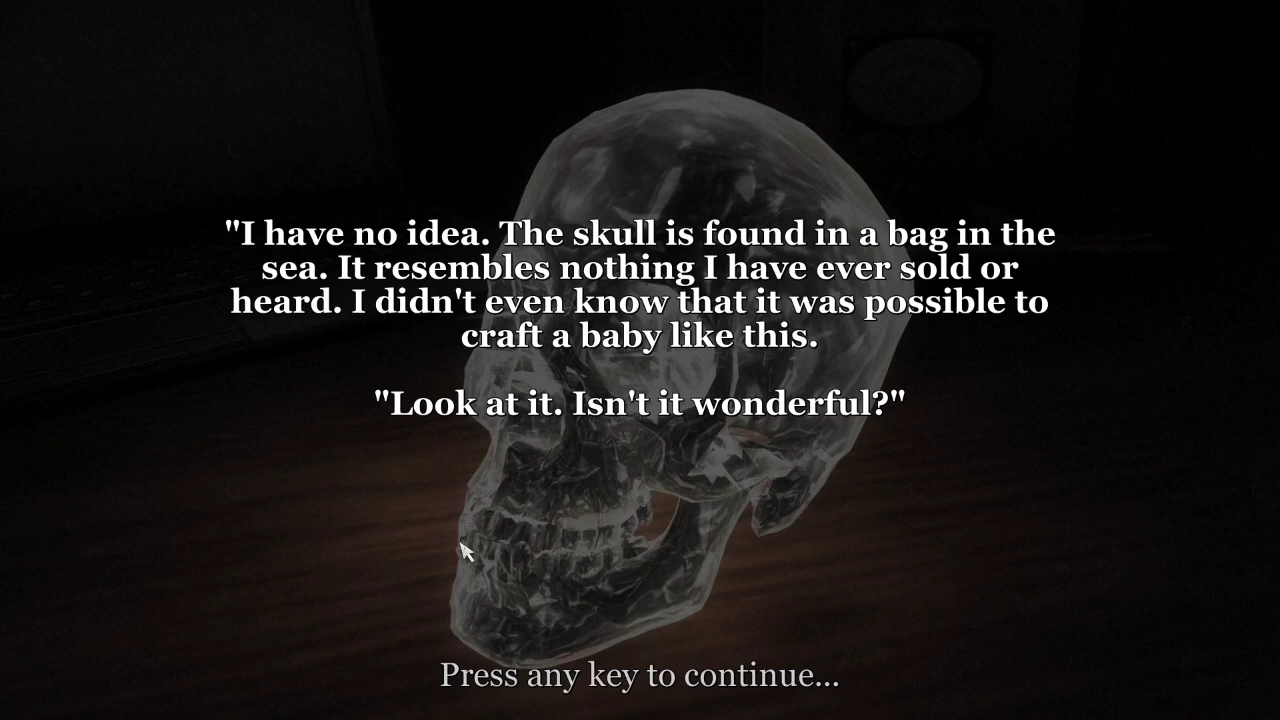 "I have no idea. The skull is found in a bag in the
sea. It resembles nothing I have ever sold or
heard. I didn't even know that it was possible to
craft a baby like this.
"Look at it. Isn't it wonderful?"
Press any key to continue...